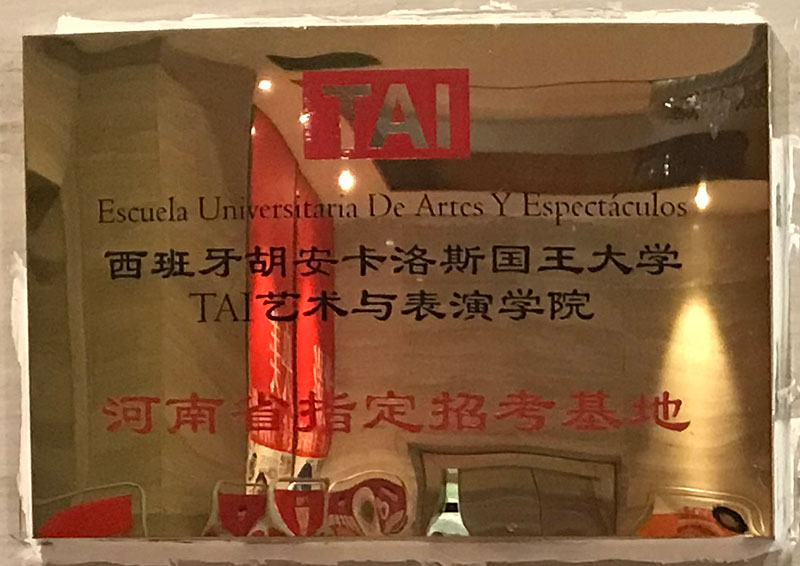 TAI
Escuela Universitaria De Artes Y Espectáculos
西班牙胡安卡洛斯国王大学
TAI艺术与表演学院
河南省指定招考基地